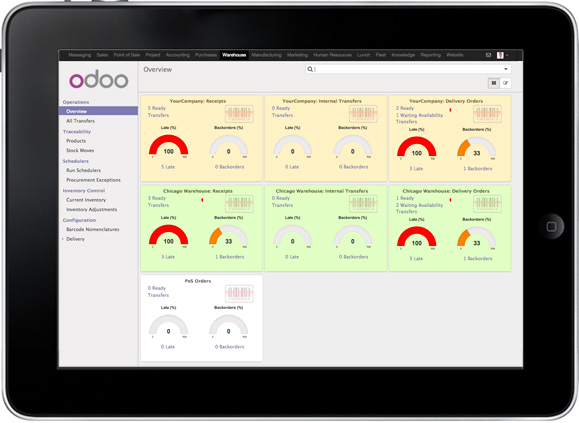 Messaging Sales Point of Sale Project Accounting Purchases Warehouse Manufacturing Marketing Human Resources Lunch Fleet Knowledge Reporting Website
odoo
Overview
Operations
Overview
All Transfers
Traceability
Products
Stock Moves
Schedulers
Run Schedulers
Procurement Exceptions
Inventory Control
Current Inventory
Inventory Adjustments
Configuration
Barcode Nomenclatures
Delivery
YourCompany: Receipts
5 Ready
Transfers
Late (%) Backorders (%)
100 0
5 Late 0 Backorders
YourCompany: Internal Transfers
0 Ready
Transfers
Late (%) Backorders (%)
0 0
0 Late 0 Backorders
YourCompany: Delivery Orders
2 Ready
1 Waiting Availability
Transfers
Late (%) Backorders (%)
100 33
3 Late 1 Backorders
Chicago Warehouse: Receipts
3 Ready
Transfers
Late (%) Backorders (%)
100 33
3 Late 1 Backorders
Chicago Warehouse: Internal Transfers
0 Ready
Transfers
Late (%) Backorders (%)
0 0
0 Late 0 Backorders
Chicago Warehouse: Delivery Orders
1 Ready
2 Waiting Availability
Transfers
Late (%) Backorders (%)
100 33
3 Late 1 Backorders
PoS Orders
0 Ready
Transfers
Late (%) Backorders (%)
0 0
0 Late 0 Backorders